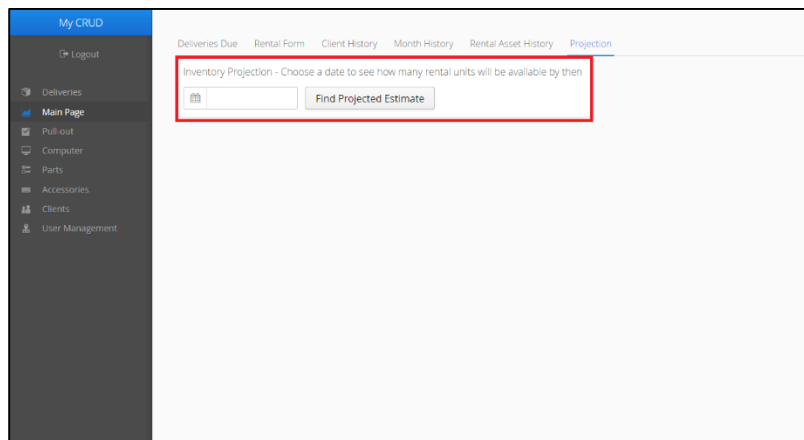 My CRUD
Logout
Deliveries
Main Page
Pull-out
Computer
Parts
Accessories
Clients
User Management
Deliveries Due Rental Form Client History Month History Rental Asset History Projection
Inventory Projection - Choose a date to see how many rental units will be available by then
Find Projected Estimate